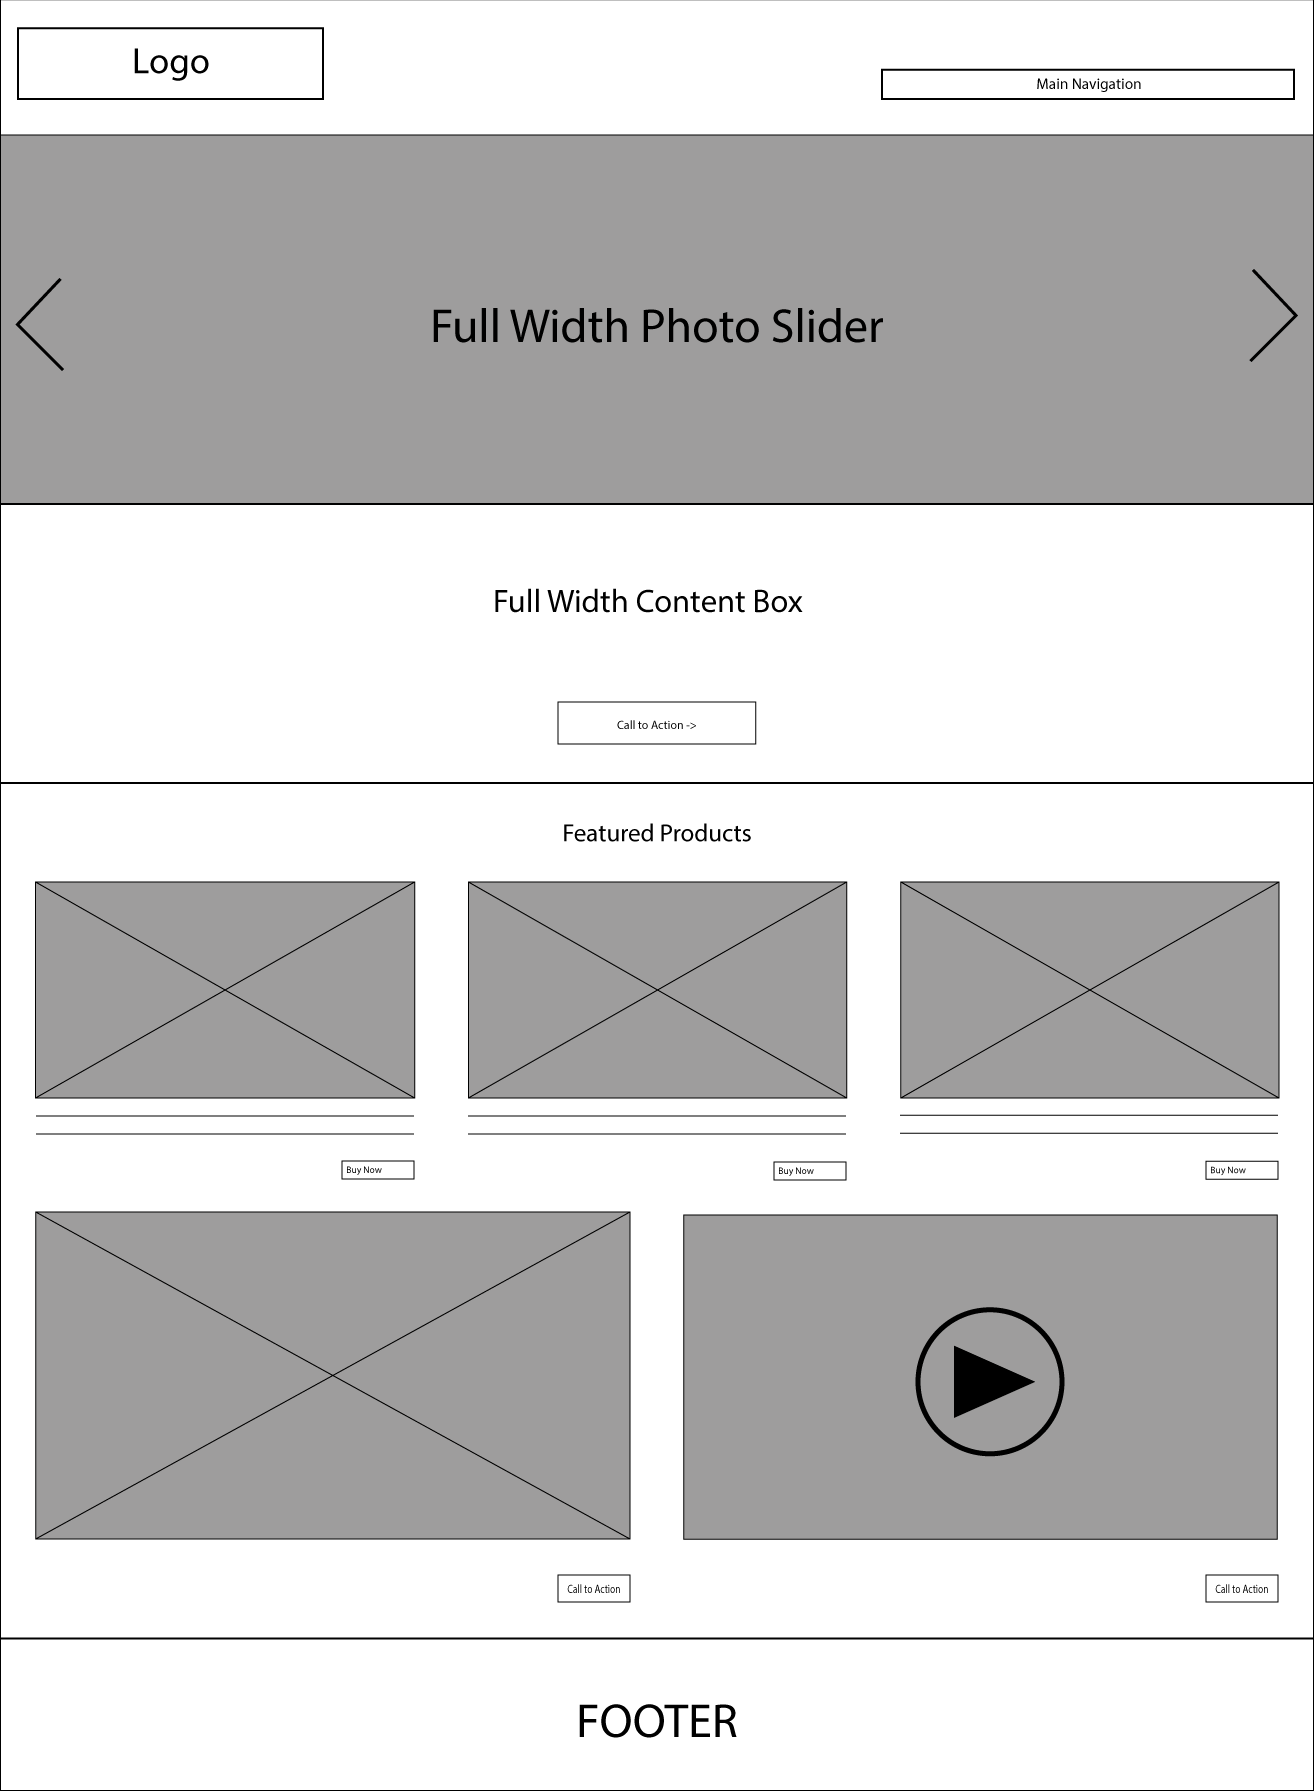 Logo
Main Navigation
Full Width Photo Slider
Full Width Content Box
Call to Action ->
Featured Products
Buy Now
Buy Now
Buy Now
Call to Action
Call to Action
FOOTER